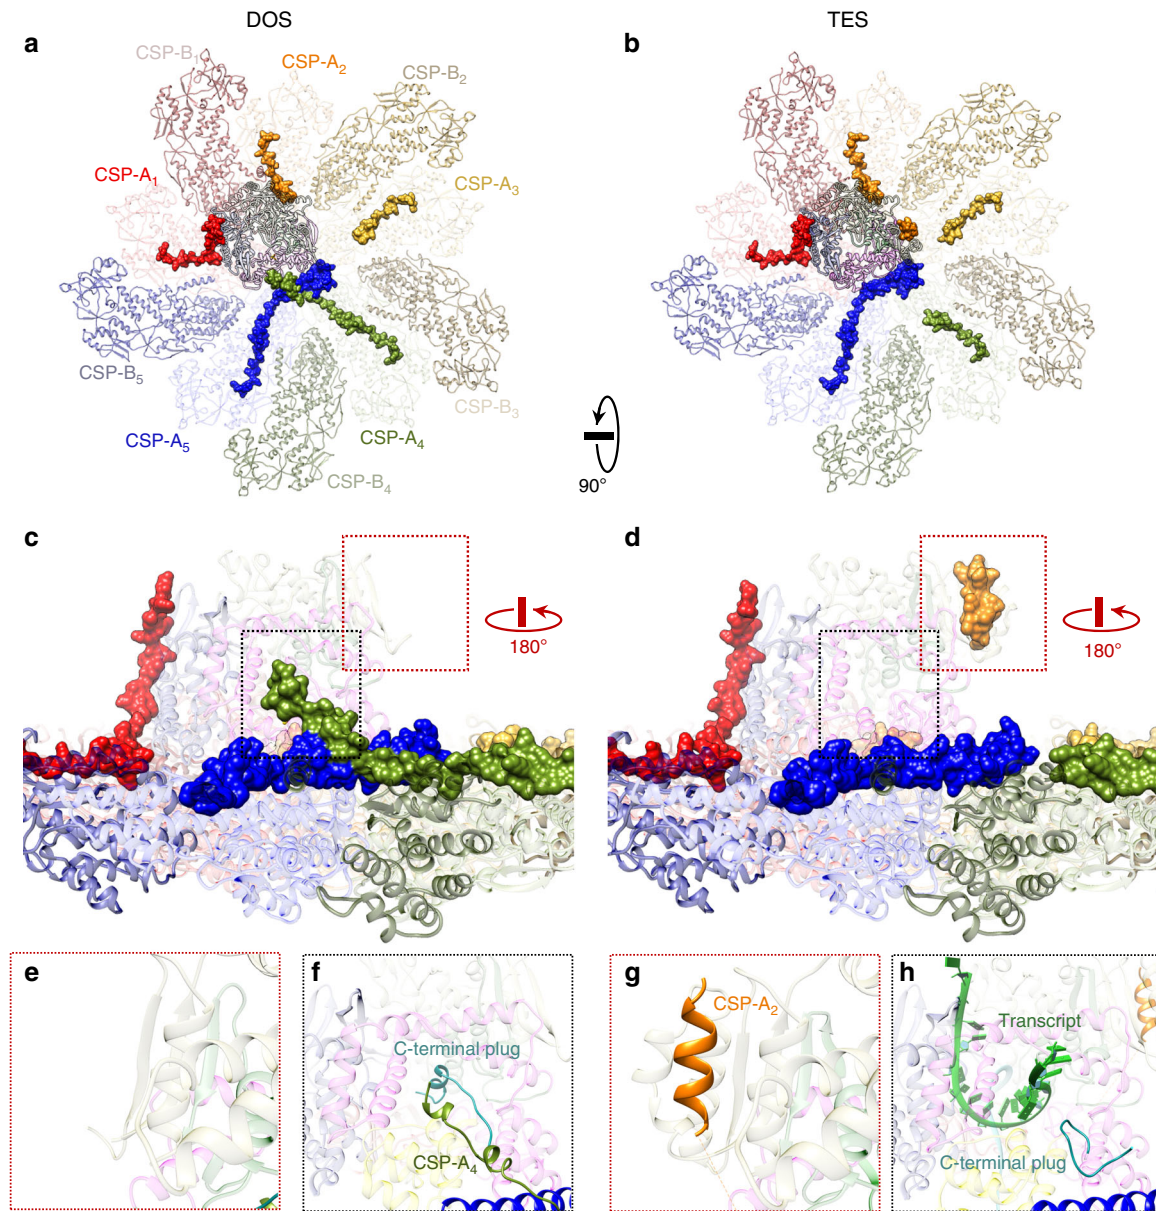 DOS
TES
a
b
CSP-B1
CSP-A2
CSP-B2
CSP-A1
CSP-A3
CSP-B5
CSP-B3
CSP-A5
CSP-A4
CSP-B4
90°
c
d
180°
180°
e
f
C-terminal plug
CSP-A4
g
CSP-A2
h
Transcript
C-terminal plug